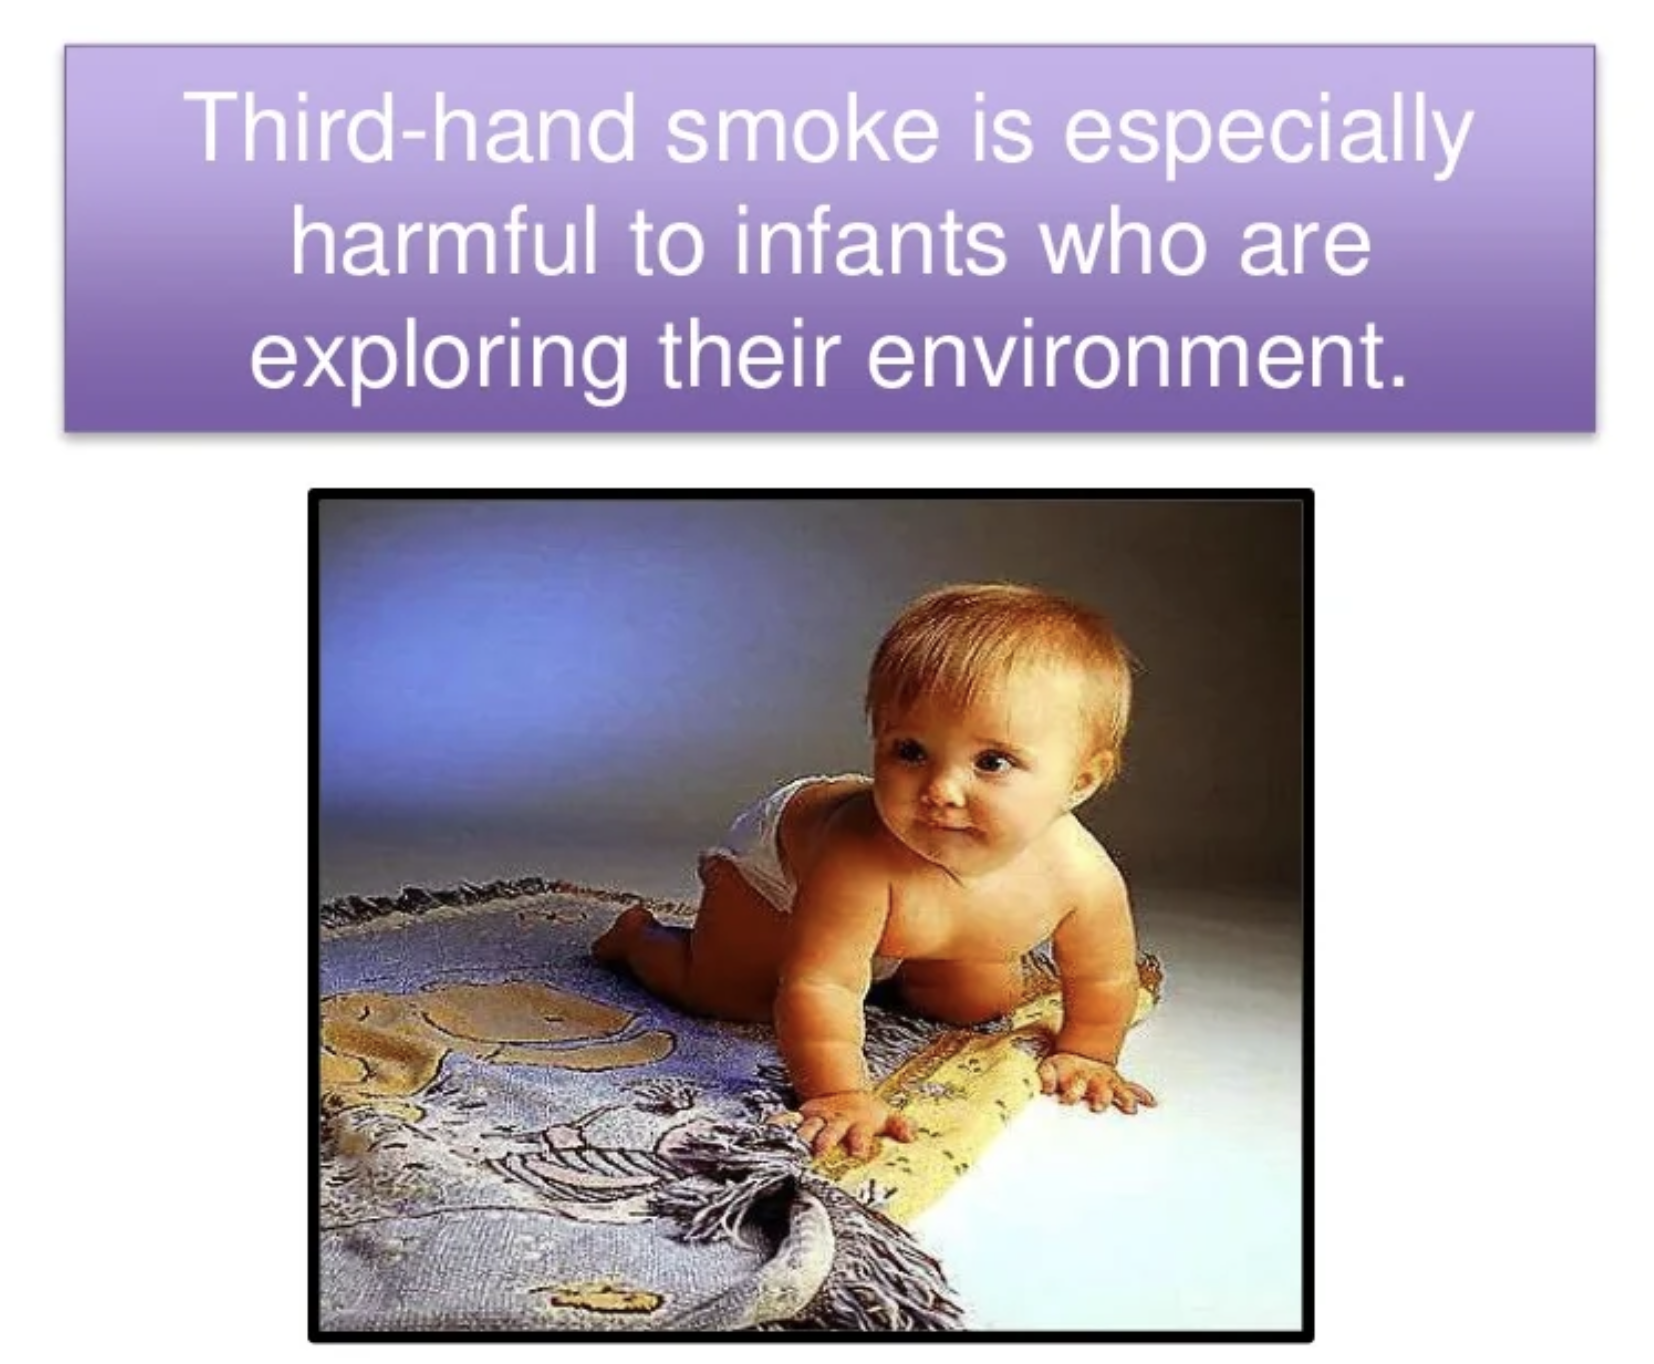 Third-hand smoke is especially
harmful to infants who are
exploring their environment.